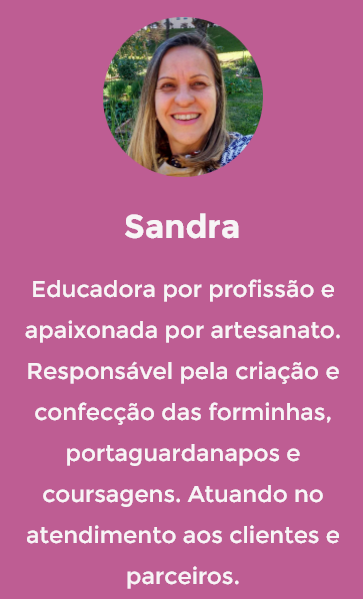 Sandra
Educadora por profissão e
apaixonada por artesanato.
Responsável pela criação e
confecção das forminhas,
portaguardanapos e
coursagens. Atuando no
atendimento aos clientes e
parceiros.